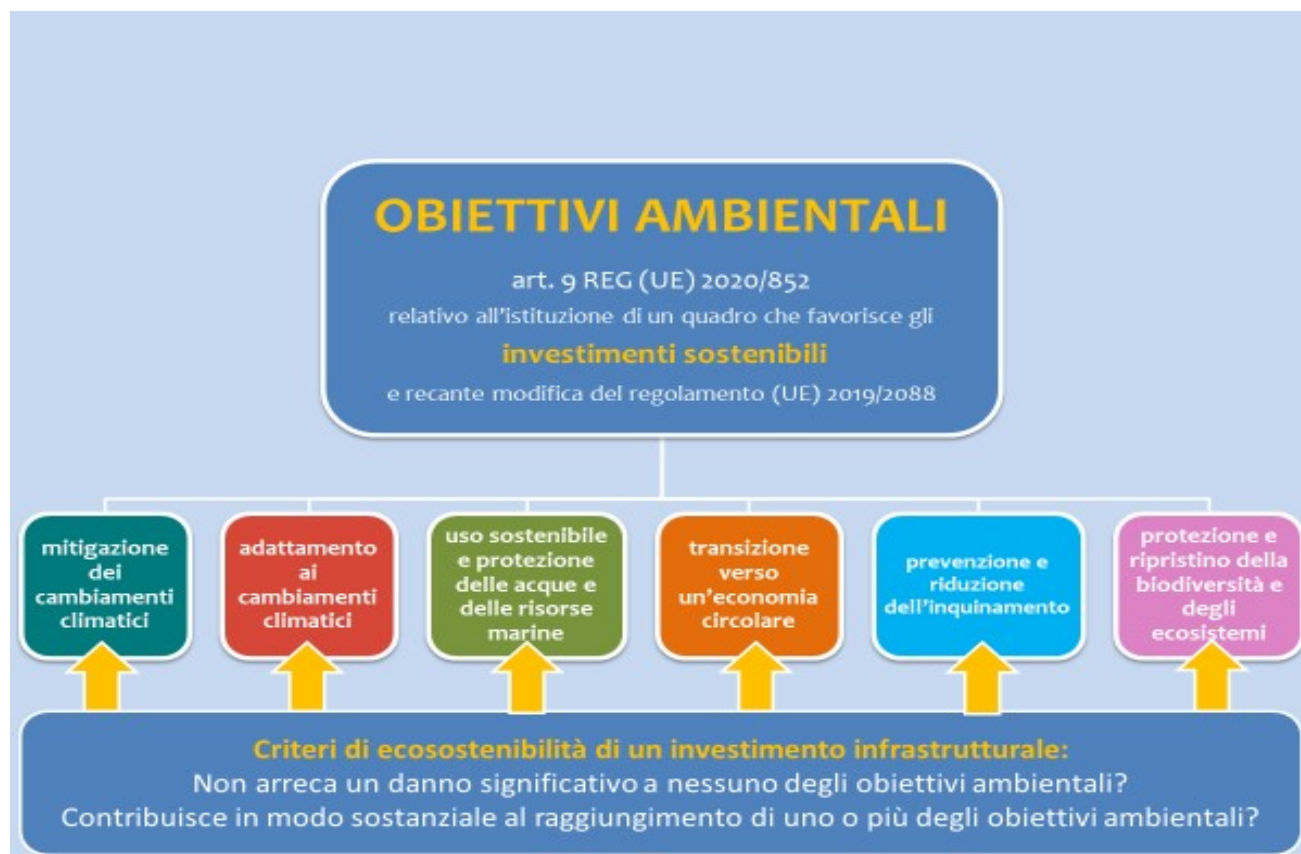 OBIETTIVI AMBIENTALI
art. 9 REG (UE) 2020/852
relativo all'istituzione di un quadro che favorisce gli
investimenti sostenibili
e recante modifica del regolamento (UE) 2019/2088
mitigazione
dei
cambiamenti
climatici
adattamento
ai
cambiamenti
climatici
uso sostenibile
e protezione
delle acque e
delle risorse
marine
transizione
verso
un'economia
circolare
prevenzione e
riduzione
dell'inquinamento
protezione e
ripristino della
biodiversità e
degli
ecosistemi
Criteri di ecosostenibilità di un investimento infrastrutturale:
Non arreca un danno significativo a nessuno degli obiettivi ambientali?
Contribuisce in modo sostanziale al raggiungimento di uno o più degli obiettivi ambientali?